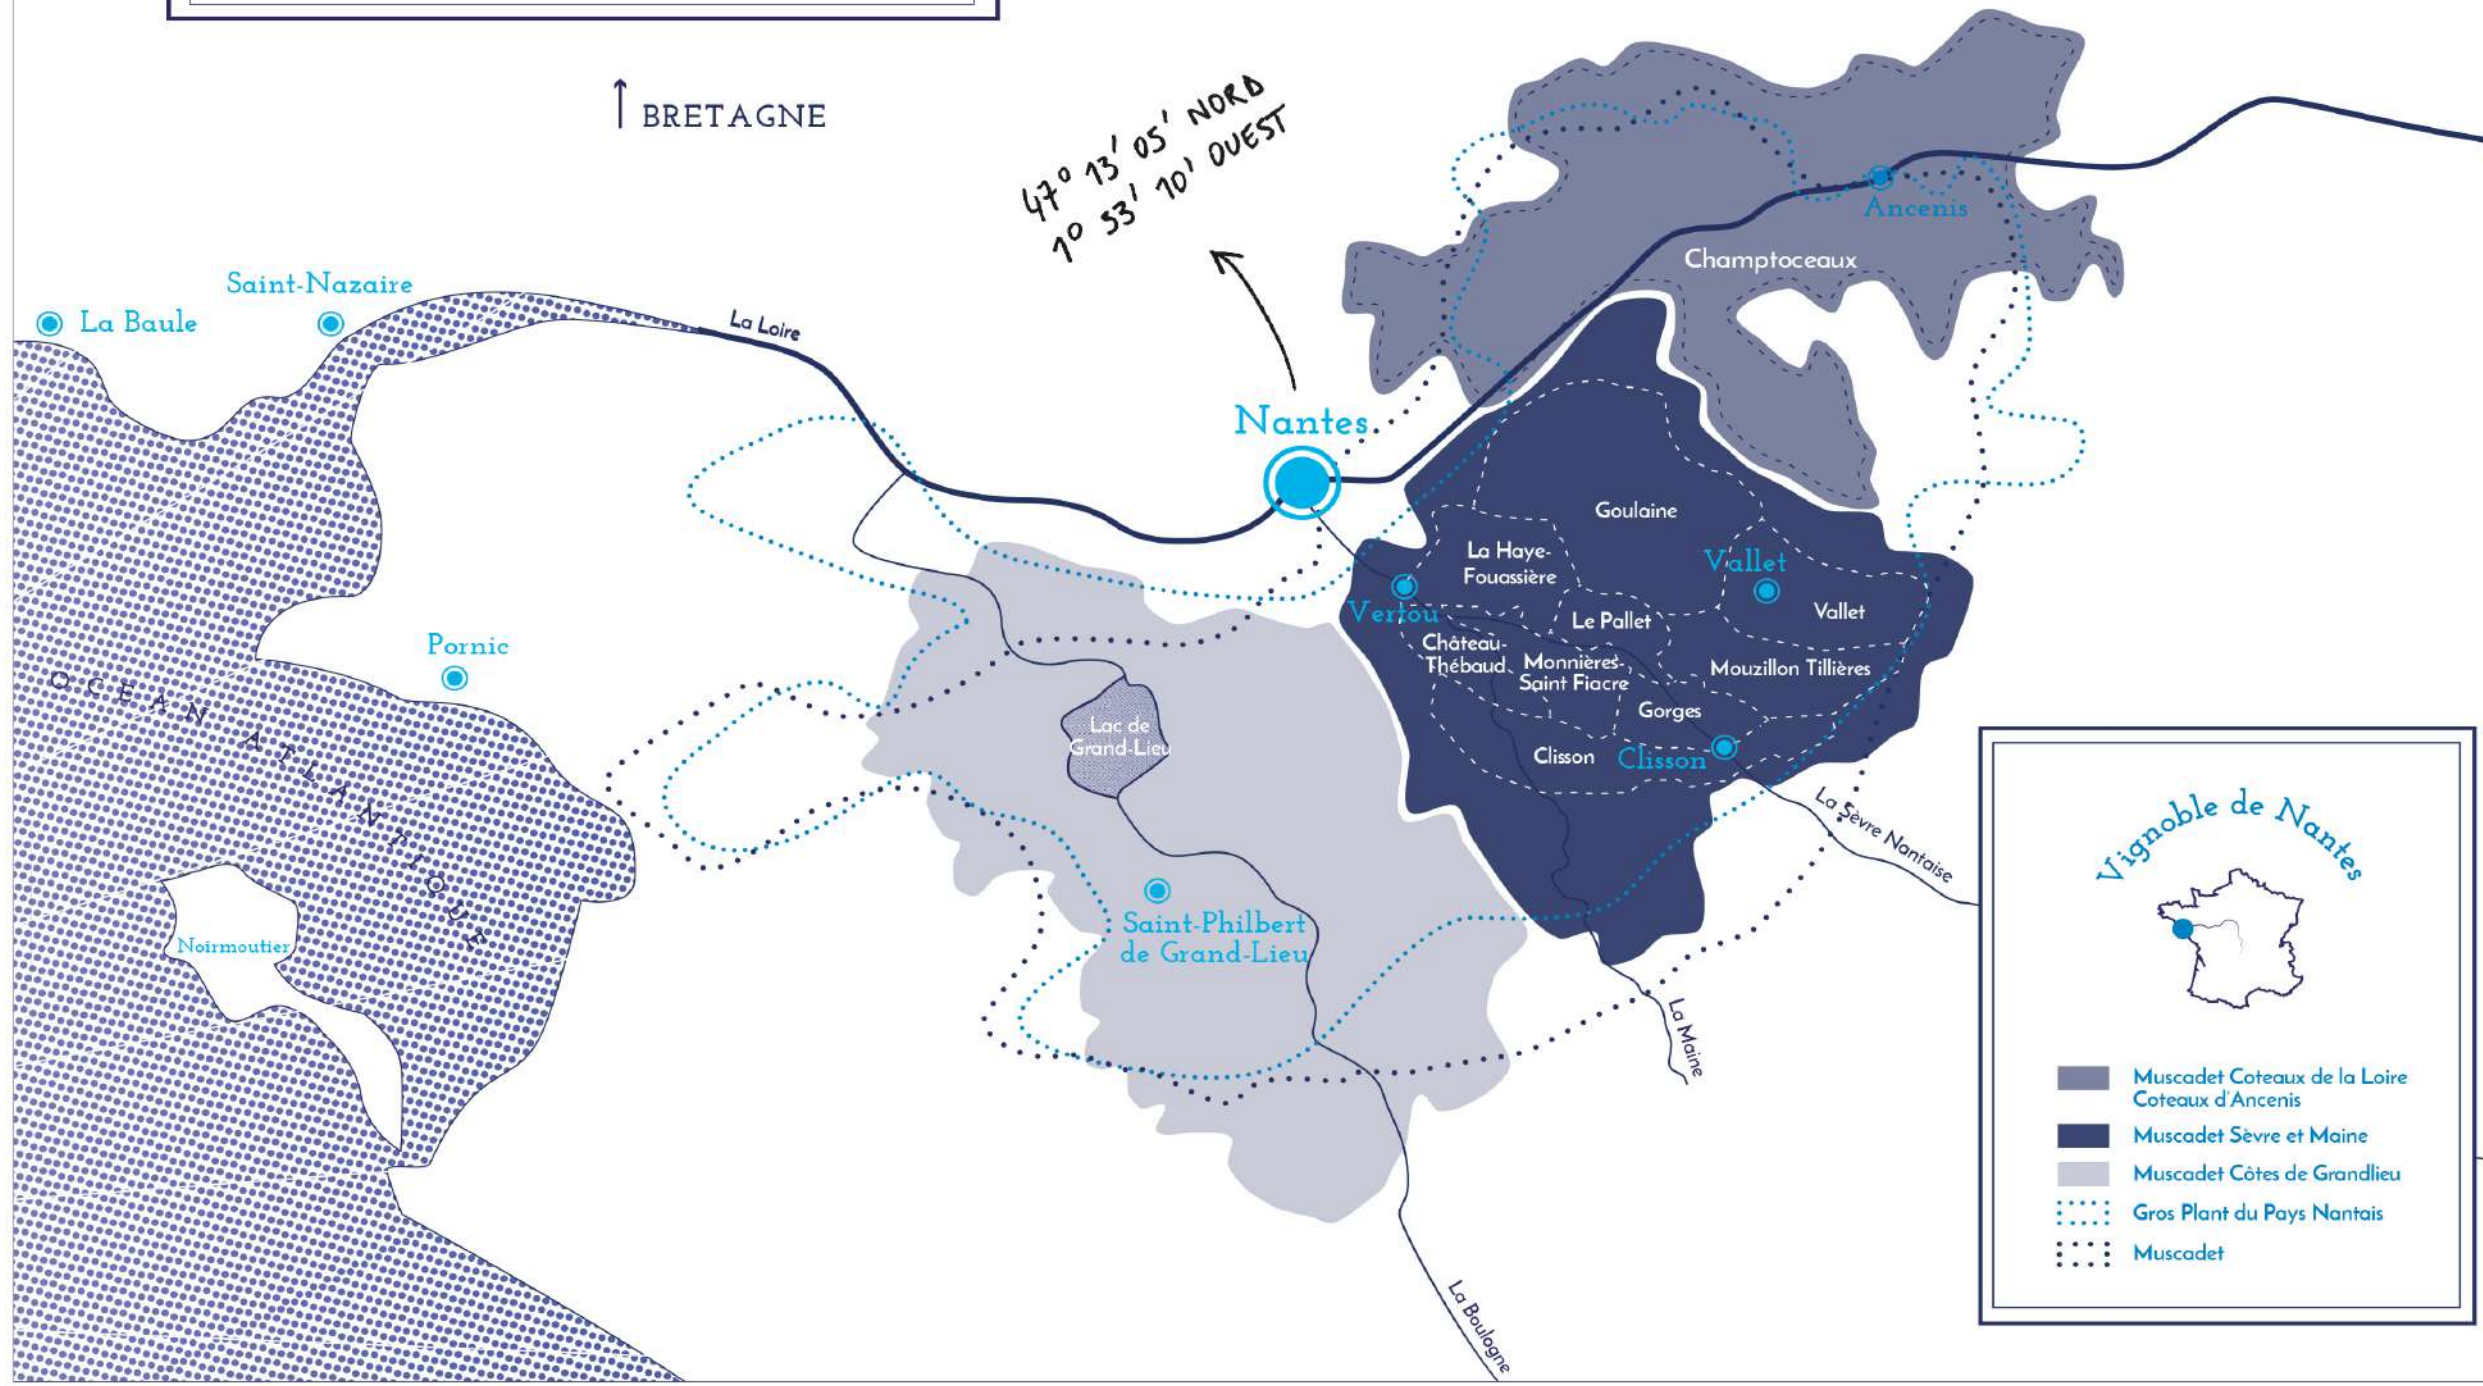 BRETAGNE
47° 13' 05' NORD
1° 53' 10' OUEST
Saint-Nazaire
La Baule
La Loire
Ancenis
Champtoceaux
Nantes
Goulaine
La Haye-
Fouassière
Vallet
Vertou
Le Pallet
Vallet
Château-
Thébaud
Monnières-
Saint Fiacre
Mouzillon Tillières
Gorges
Clisson
Clisson
Pornic
OCEAN ATLANTIQUE
Lac de
Grand-Lieu
Noirmoutier
Saint-Philbert
de Grand-Lieu
La Sèvre Nantaise
La Maine
La Boulogne
Vignoble de Nantes
Muscadet Coteaux de la Loire
Coteaux d'Ancenis
Muscadet Sèvre et Maine
Muscadet Côtes de Grandlieu
Gros Plant du Pays Nantais
Muscadet